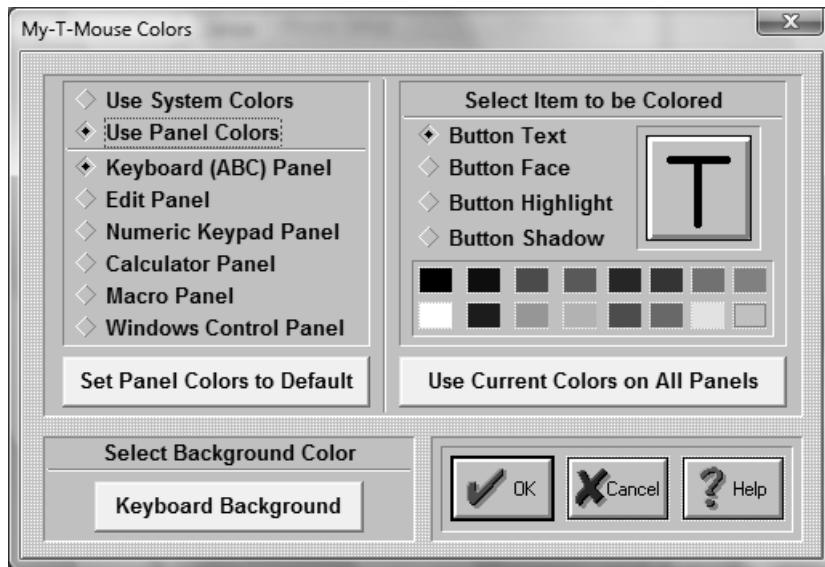 My-T-Mouse Colors
Use System Colors
Use Panel Colors
Keyboard (ABC) Panel
Edit Panel
Numeric Keypad Panel
Calculator Panel
Macro Panel
Windows Control Panel
Set Panel Colors to Default
Select Item to be Colored
Button Text
Button Face
Button Highlight
Button Shadow
T
Use Current Colors on All Panels
Select Background Color
Keyboard Background
OK
Cancel
Help